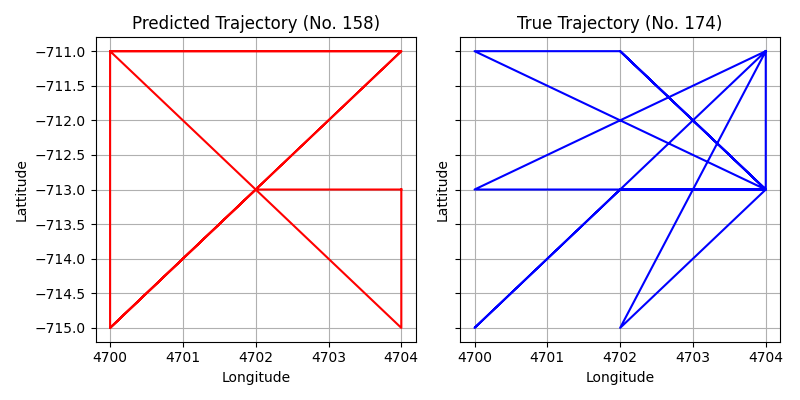 Predicted Trajectory (No. 158)
True Trajectory (No. 174)
−711.0
−711.5
−712.0
−712.5
−713.0
−713.5
−714.0
−714.5
−715.0
Lattitude
Lattitude
4700 4701 4702 4703 4704
4700 4701 4702 4703 4704
Longitude
Longitude